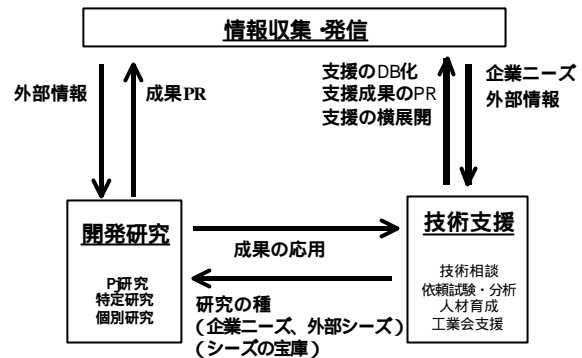 情報収集・発信
外部情報
成果PR
支援のDB化
支援成果のPR
支援の横展開
企業ニーズ
外部情報
開発研究
Pj研究
特定研究
個別研究
成果の応用
研究の種
(企業ニーズ、外部シーズ)
(シーズの宝庫)
技術支援
技術相談
依頼試験・分析
人材育成
工業会支援